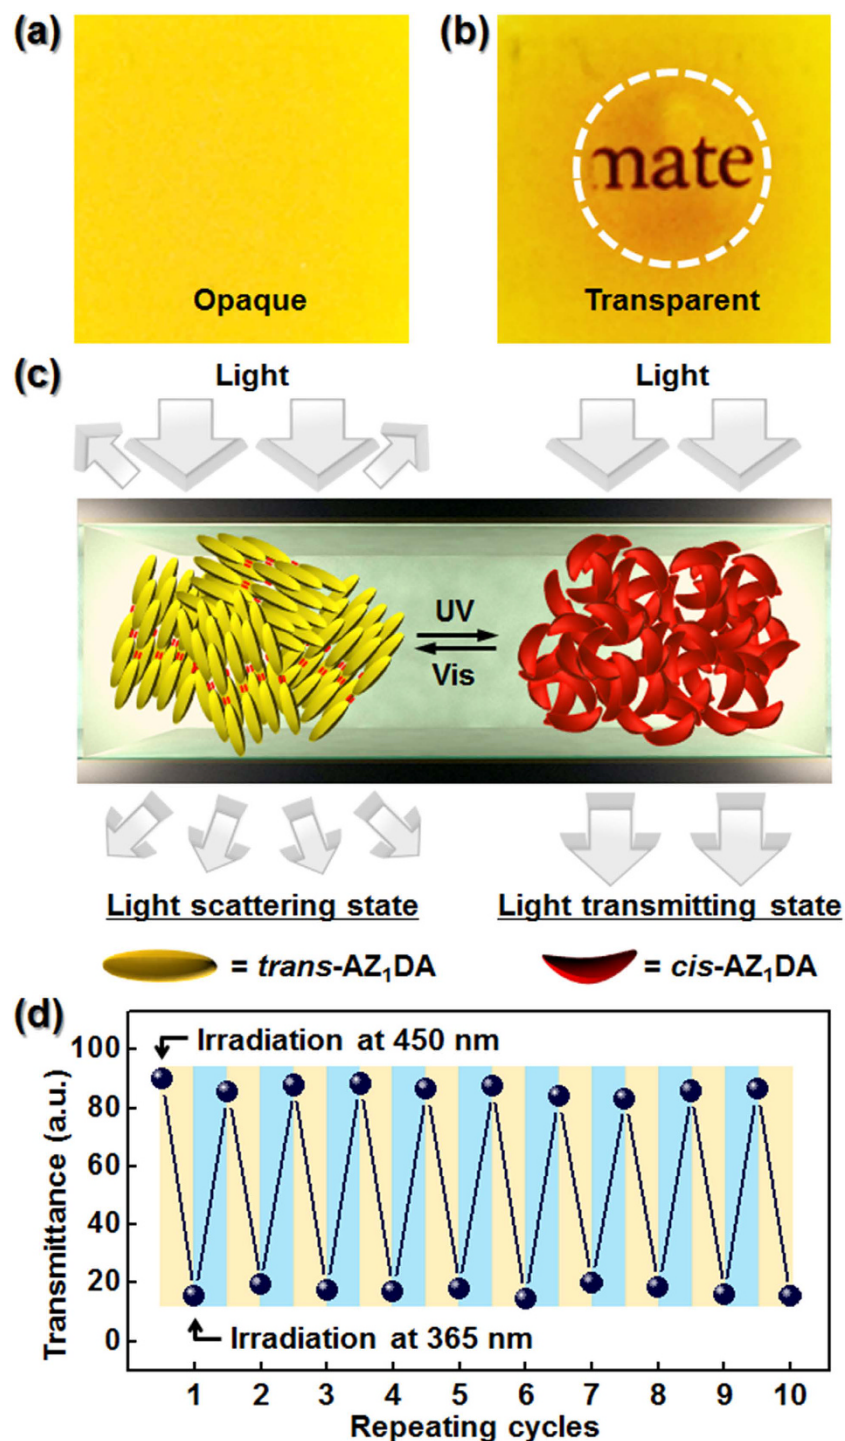 (a)
Opaque
(b)
mate
Transparent
(c)
Light
Light
UV
Vis
Light scattering state
Light transmitting state
= trans-AZ₁DA
= cis-AZ₁DA
(d)
Transmittance (a.u.)
100
80
60
40
20
0
Irradiation at 450 nm
Irradiation at 365 nm
1 2 3 4 5 6 7 8 9 10
Repeating cycles